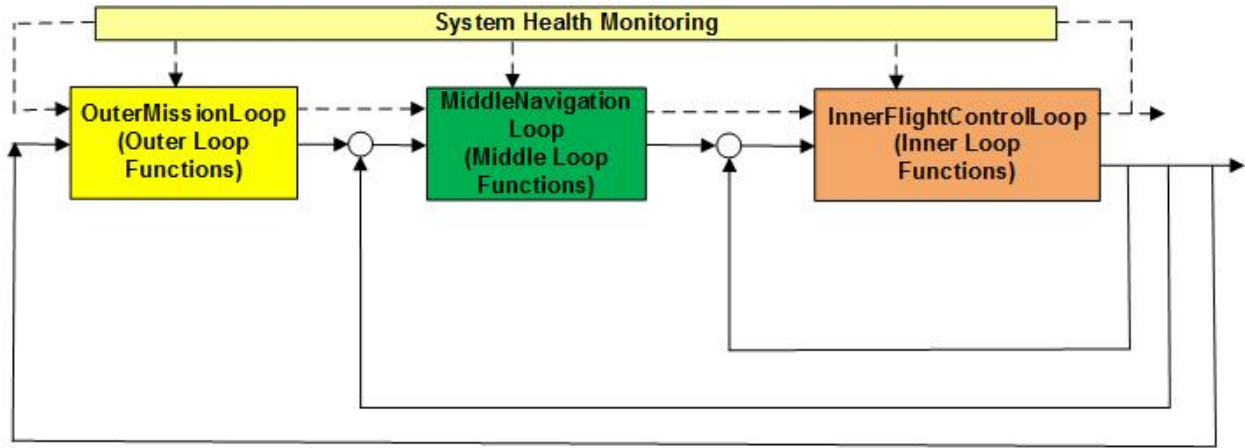 System Health Monitoring
OuterMissionLoop
(Outer Loop
Functions)
MiddleNavigation
Loop
(Middle Loop
Functions)
InnerFlightControlLoop
(Inner Loop
Functions)